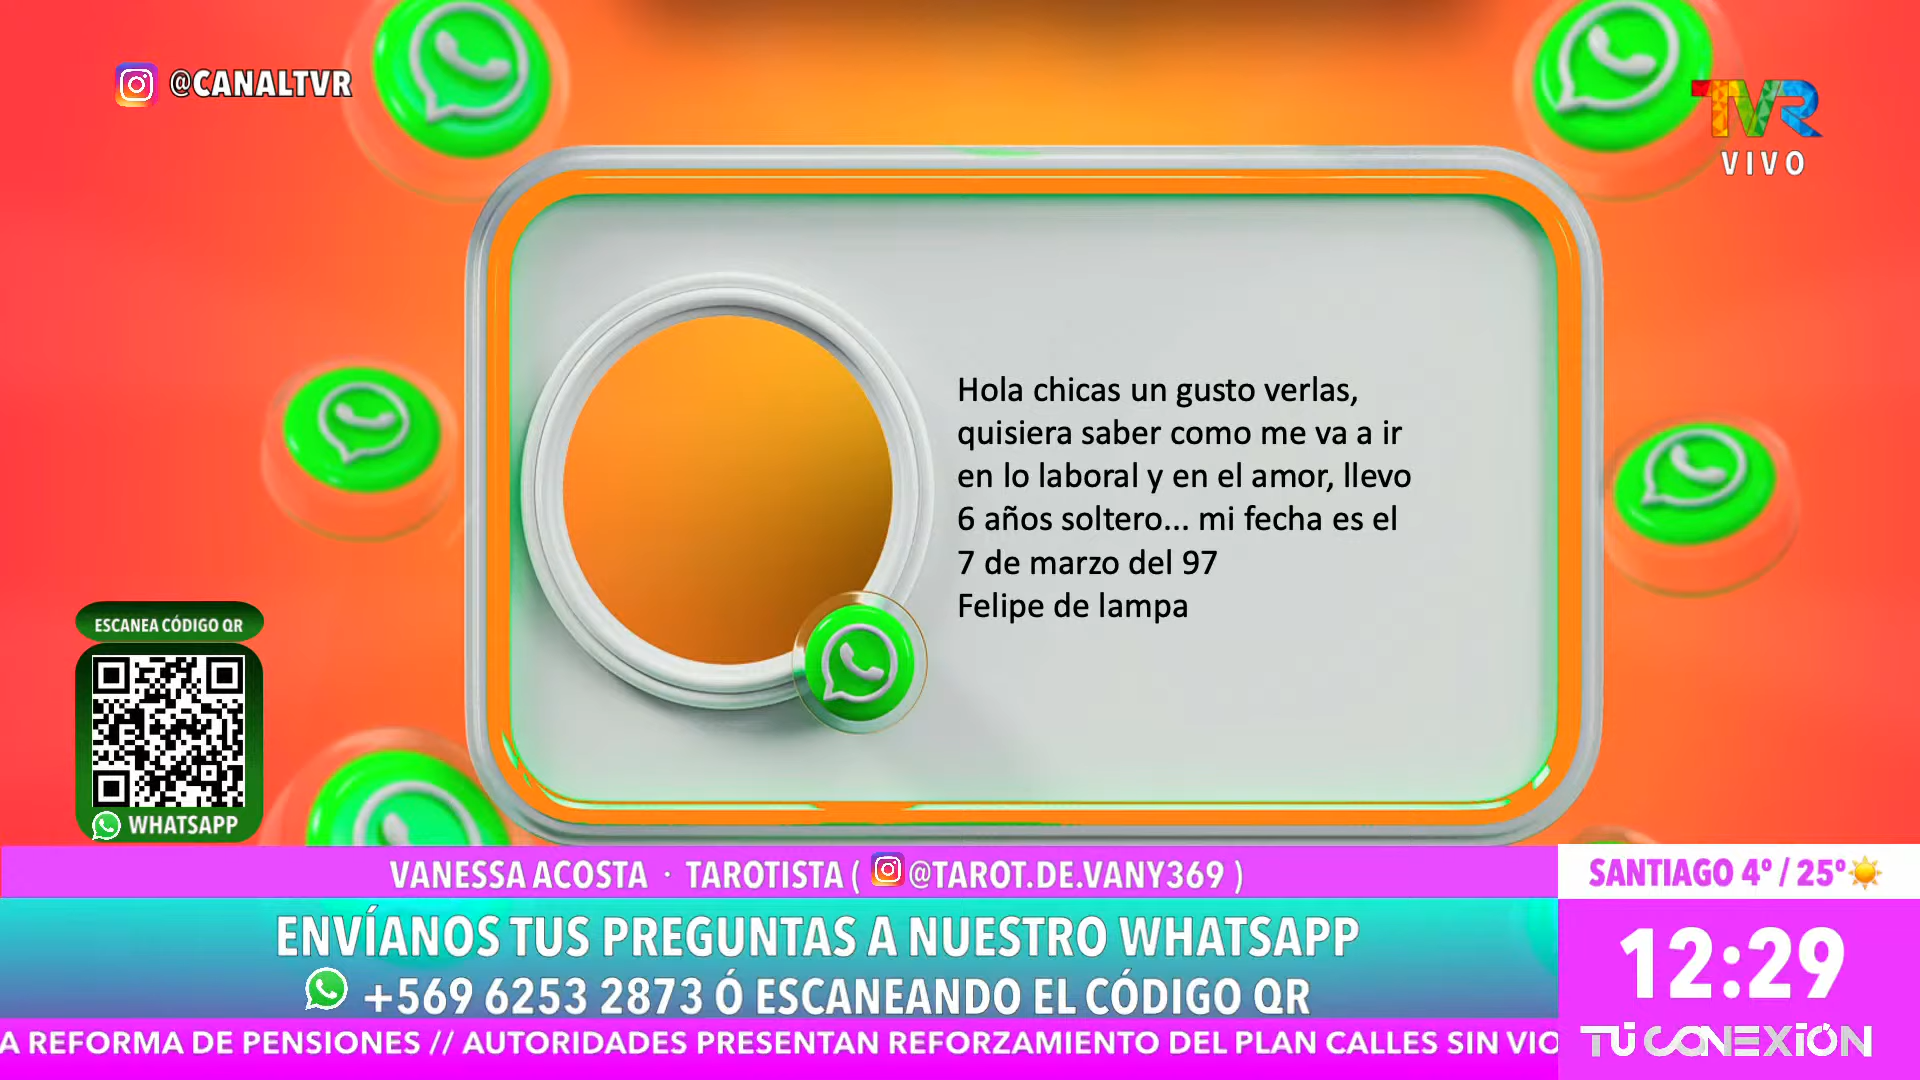 @CANALTVR
TVR
VIVO
Hola chicas un gusto verlas,
quisiera saber como me va a ir
en lo laboral y en el amor, llevo
6 años soltero... mi fecha es el
7 de marzo del 97
Felipe de lampa
ESCANEA CÓDIGO QR
WHATSAPP
VANESSA ACOSTA · TAROTISTA ( @TAROT.DE.VANY369 )
SANTIAGO 4º / 25º
ENVÍANOS TUS PREGUNTAS A NUESTRO WHATSAPP
+569 6253 2873 Ó ESCANEANDO EL CÓDIGO QR
12:29
A REFORMA DE PENSIONES // AUTORIDADES PRESENTAN REFORZAMIENTO DEL PLAN CALLES SIN VIO
TÚ CONEXIÓN